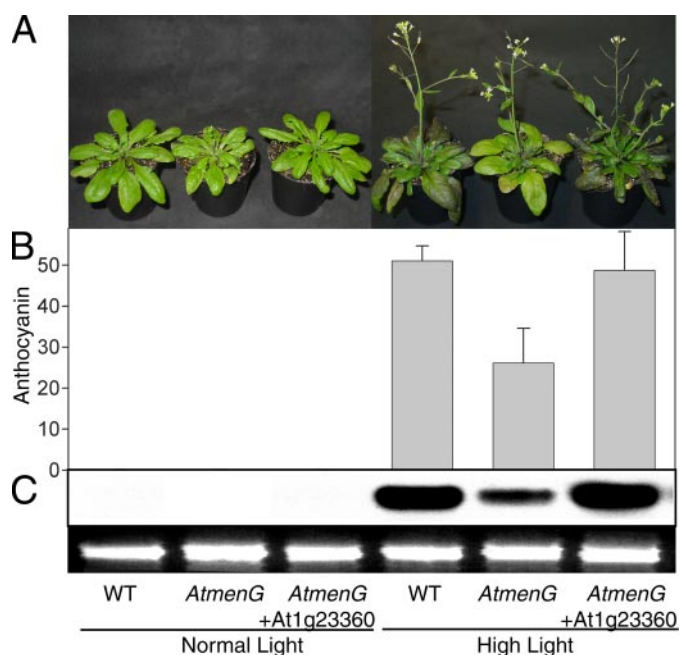 A
B
50
40
30
20
10
0
Anthocyanin
C
WT AtmenG AtmenG +At1g23360 WT AtmenG AtmenG +At1g23360
Normal Light High Light